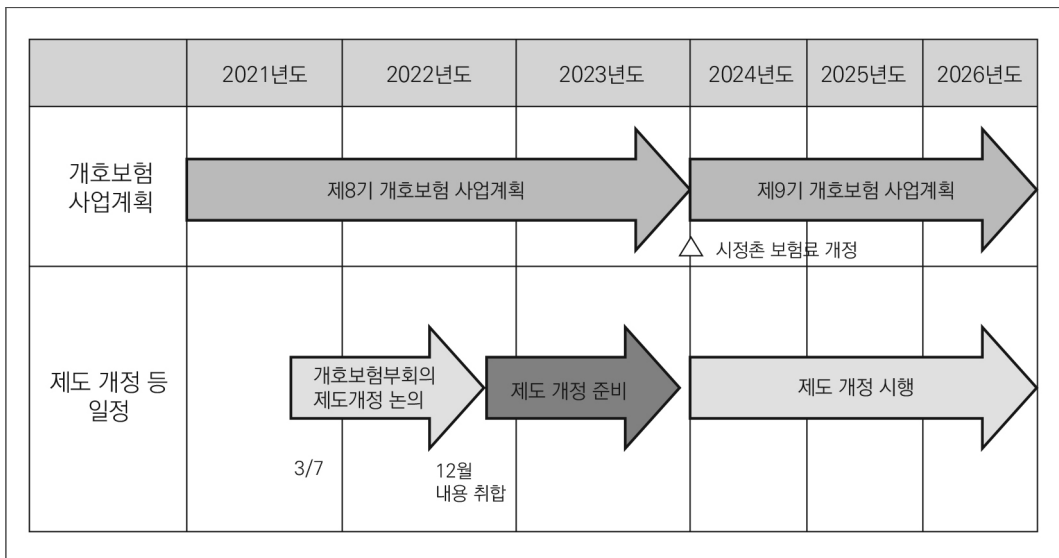 2021년도 2022년도 2023년도 2024년도 2025년도 2026년도
개호보험
사업계획
제8기 개호보험 사업계획
제9기 개호보험 사업계획
시정촌 보험료 개정
제도 개정 등
일정
개호보험부회의
제도개정 논의
제도 개정 준비
제도 개정 시행
3/7
12월
내용 취합